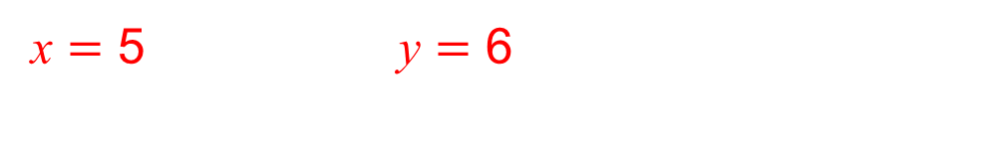 x = 5 y = 6